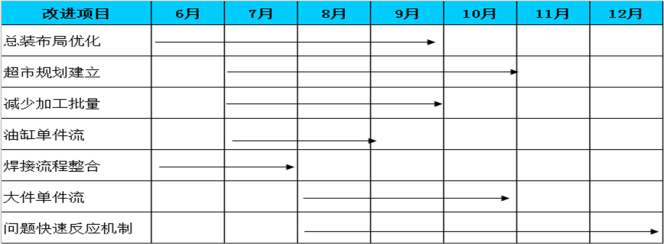 改进项目 6月 7月 8月 9月 10月 11月 12月
总装布局优化
超市规划建立
减少加工批量
油缸单件流
焊接流程整合
大件单件流
问题快速反应机制